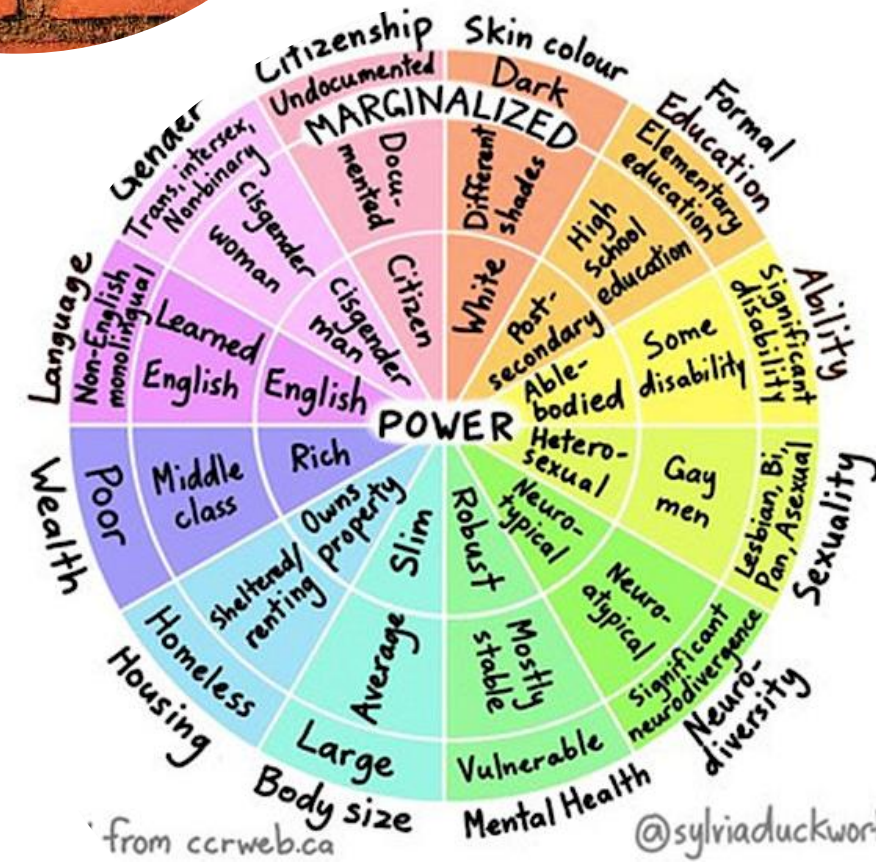 Citizenship
Undocumented
Docu-
mented
Citizen
Skin colour
Dark
Different
shades
White
Formal
Education
Elementary
education
High
school
education
Post-
secondary
Ability
Significant
disability
Some
disability
Able-
bodied
Sexuality
Lesbian, Bi,
Pan, Asexual
Gay
men
Hetero-
sexual
Neuro-
diversity
Significant
neurodivergence
Neuro-
atypical
Neuro-
typical
Mental Health
Vulnerable
Mostly
stable
Robust
Body size
Large
Average
Slim
Housing
Homeless
Sheltered/
renting
Owns
property
Wealth
Poor
Middle
class
Rich
Language
Non-English
monolingual
Learned
English
English
Gender
Trans, intersex,
Nonbinary
cisgender
woman
cisgender
man
MARGINALIZED
POWER
from ccrweb.ca
@sylviaduckwor